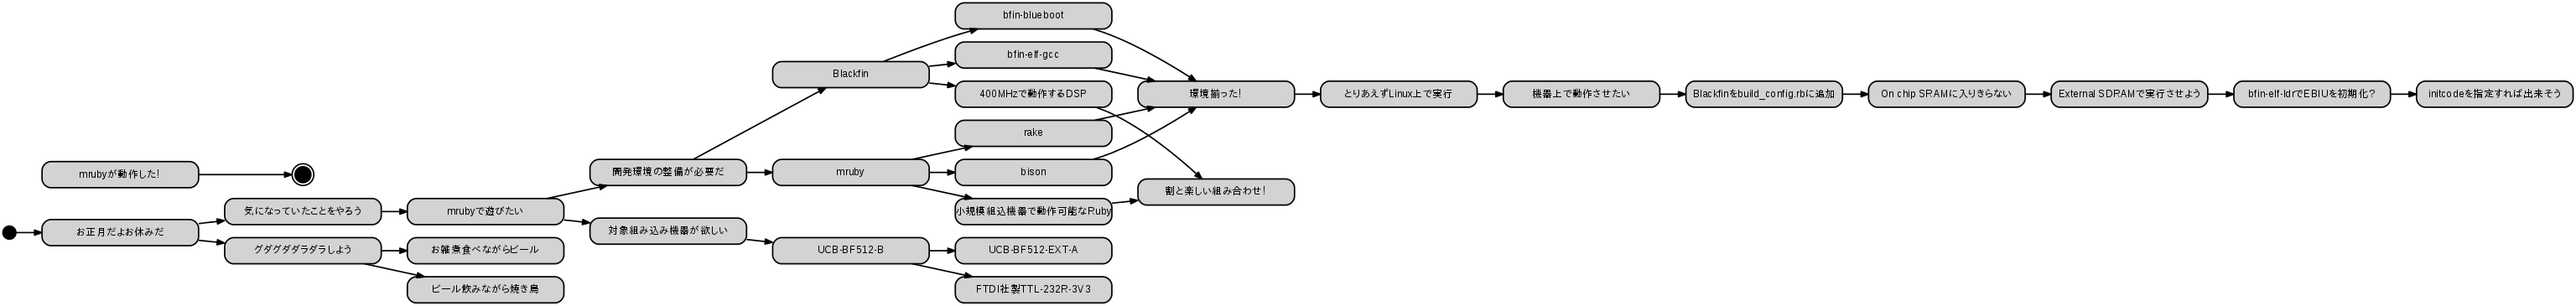 bfin-blueboot
bfin-elf-gcc
Blackfin
400MHzで動作するDSP
環境揃った!
とりあえずLinux上で実行
機器上で動作させたい
Blackfinをbuild_config.rbに追加
On chip SRAMに入りきらない
External SDRAMで実行させよう
bfin-elf-ldrでEBIUを初期化?
initcodeを指定すれば出来そう
rake
mrubyが動作した!
開発環境の整備が必要だ
mruby
bison
割と楽しい組み合わせ!
気になっていたことをやろう
mrubyで遊びたい
小規模組込機器で動作可能なRuby
お正月だよお休みだ
対象組み込み機器が欲しい
グダグダダラダラしよう
お雑煮食べながらビール
UCB-BF512-B
UCB-BF512-EXT-A
ビール飲みながら焼き鳥
FTDI社製TTL-232R-3V3